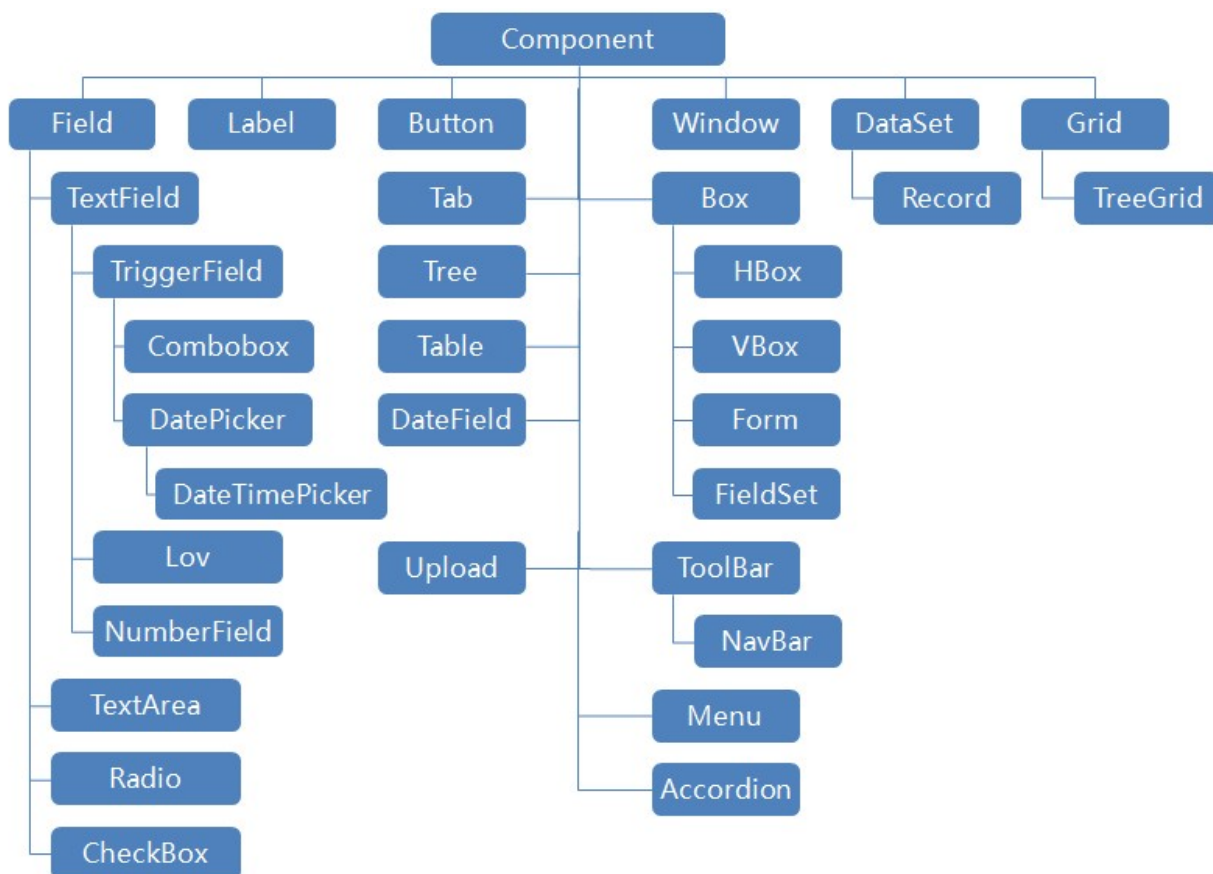 Component
Field
Label
Button
Window
DataSet
Grid
TextField
Tab
Box
Record
TreeGrid
TriggerField
Tree
HBox
Combobox
Table
VBox
DatePicker
DateField
Form
DateTimePicker
FieldSet
Lov
Upload
ToolBar
NumberField
NavBar
TextArea
Menu
Radio
Accordion
CheckBox